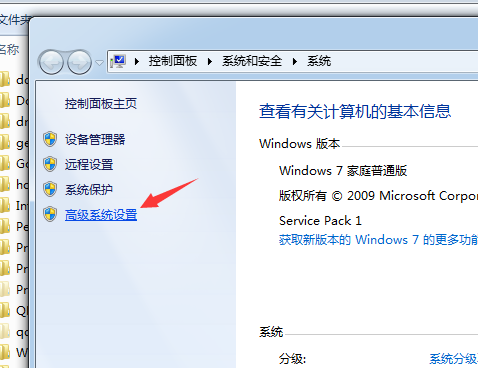 文件夹
名称
控制面板 系统和安全 系统
控制面板主页
设备管理器
远程设置
系统保护
高级系统设置
查看有关计算机的基本信息
Windows 版本
Windows 7 家庭普通版
版权所有 © 2009 Microsoft Corpor
Service Pack 1
获取新版本的 Windows 7 的更多功能
系统
分级:
系统分级
do
Do
dr
ge
Go
ho
Int
Pe
Pr
Pr
Pr
QI
qq
W